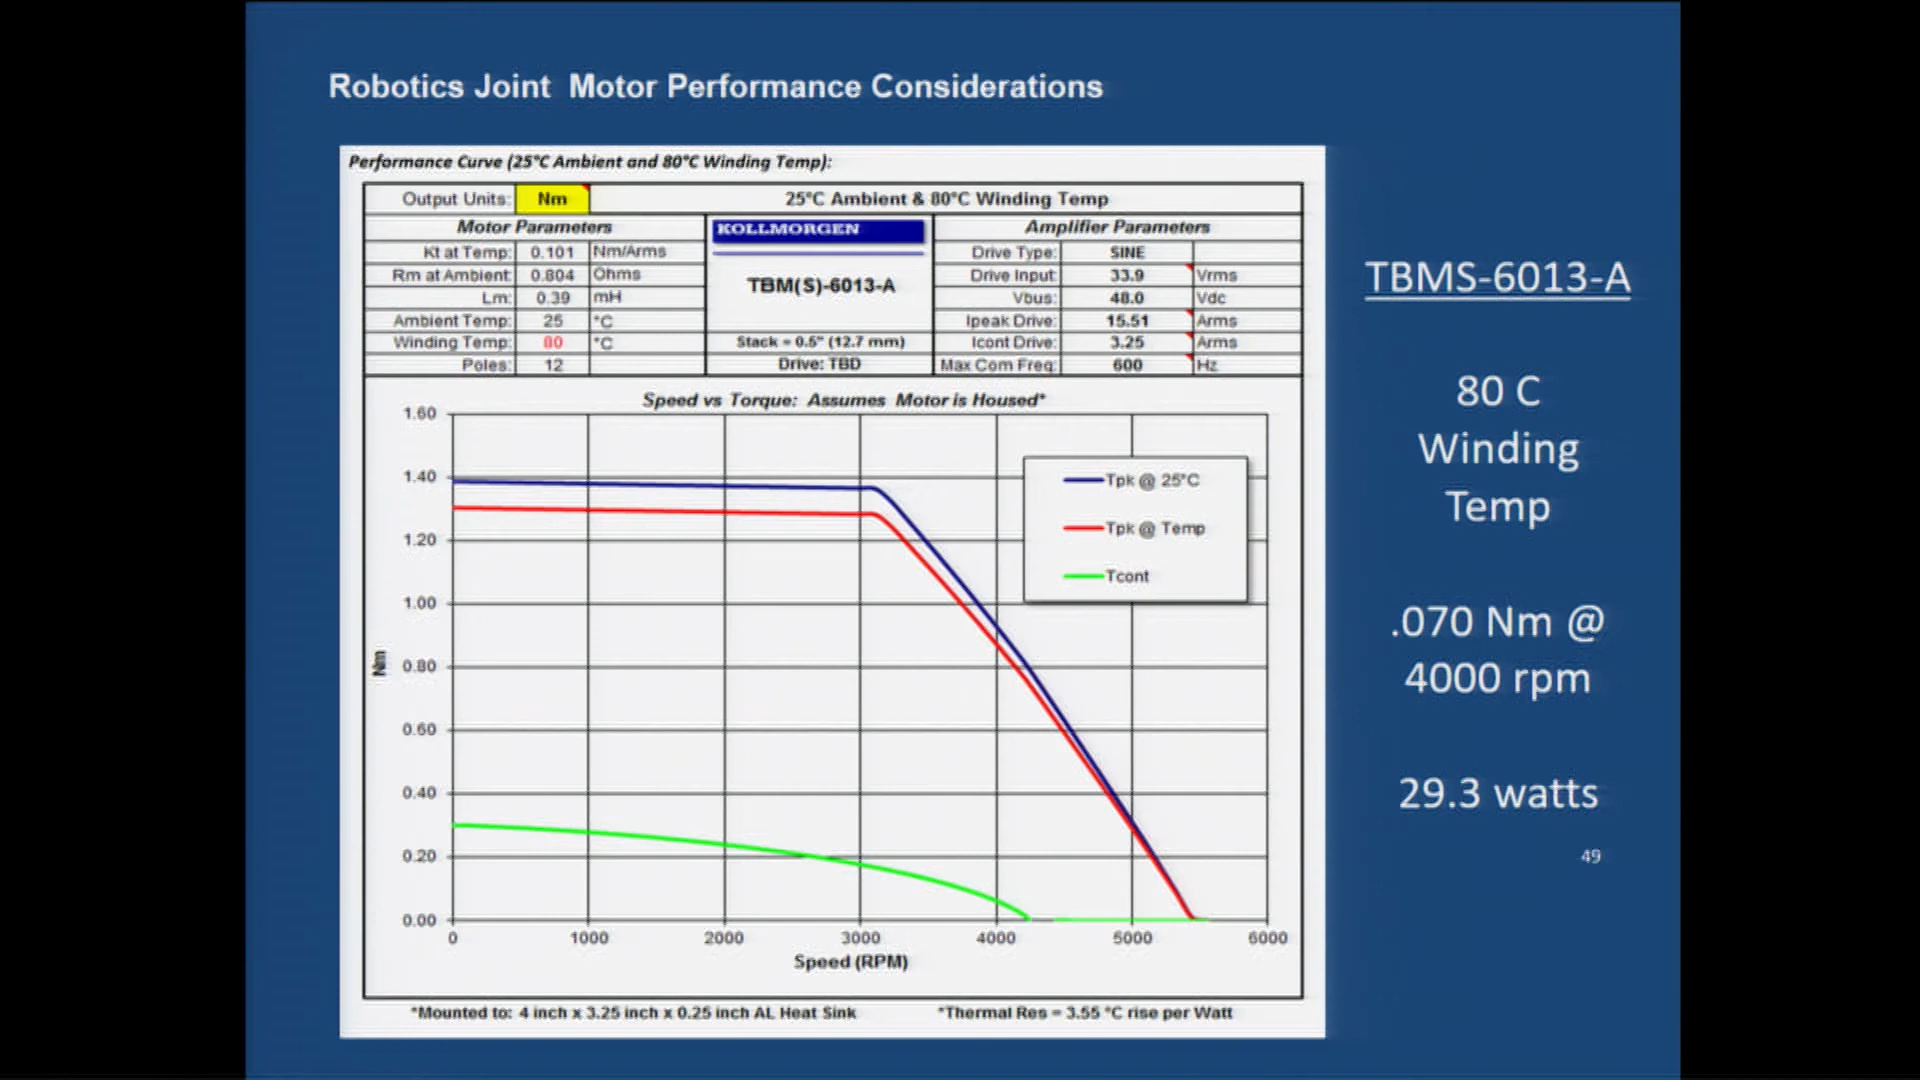 Robotics Joint Motor Performance Considerations
Performance Curve (25°C Ambient and 80°C Winding Temp):
Output Units: Nm 25°C Ambient & 80°C Winding Temp
Motor Parameters KOLLMORGEN Amplifier Parameters
Kt at Temp: 0.101 Nm/Arms Drive Type: SINE
Rm at Ambient: 0.804 Ohms TBM(S)-6013-A Drive Input: 33.9 Vrms
Lm: 0.39 mH Vbus: 48.0 Vdc
Ambient Temp: 25 °C Ipeak Drive: 15.51 Arms
Winding Temp: 80 °C Stack = 0.5" (12.7 mm) Icont Drive: 3.25 Arms
Poles: 12 Drive: TBD Max Com Freq: 600 Hz
Speed vs Torque: Assumes Motor is Housed*
1.60
1.40
1.20
1.00
0.80
0.60
0.40
0.20
0.00
Nm
Tpk @ 25°C
Tpk @ Temp
Tcont
0 1000 2000 3000 4000 5000 6000
Speed (RPM)
*Mounted to: 4 inch x 3.25 inch x 0.25 inch AL Heat Sink *Thermal Res = 3.55 °C rise per Watt
TBMS-6013-A
80 C
Winding
Temp
.070 Nm @
4000 rpm
29.3 watts
49